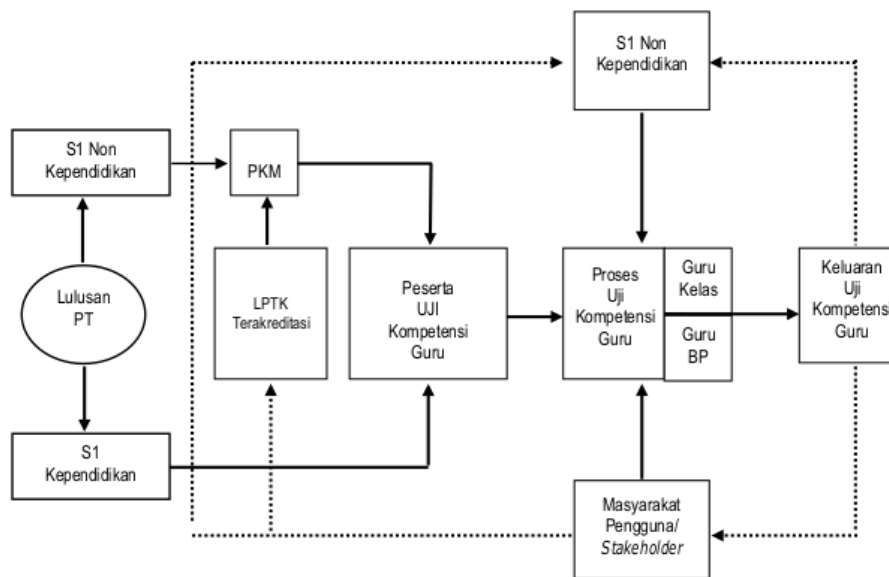 S1 Non
Kependidikan
S1 Non
Kependidikan
PKM
Lulusan
PT
LPTK
Terakreditasi
Peserta
UJI
Kompetensi
Guru
Proses
Uji
Kompetensi
Guru
Guru
Kelas
Guru
BP
Keluaran
Uji
Kompetensi
Guru
S1
Kependidikan
Masyarakat
Pengguna/
Stakeholder